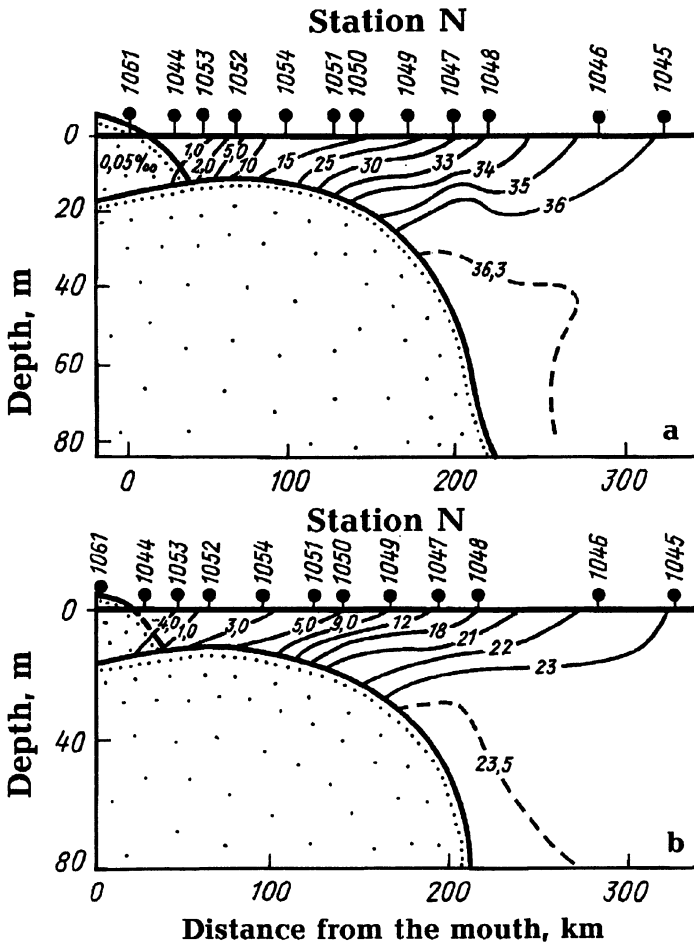 Station N
1061 1044 1053 1052 1054 1051 1050 1049 1047 1048 1046 1045
0
20
40
60
80
Depth, m
0,05‰ 1,0 2,0 5,0 10 15 25 30 33 34 35 36
36,3
a
0 100 200 300
Station N
1061 1044 1053 1052 1054 1051 1050 1049 1047 1048 1046 1045
0
40
80
Depth, m
-4,0 1,0 3,0 5,0 9,0 12 18 21 22 23
23,5
b
0 100 200 300
Distance from the mouth, km